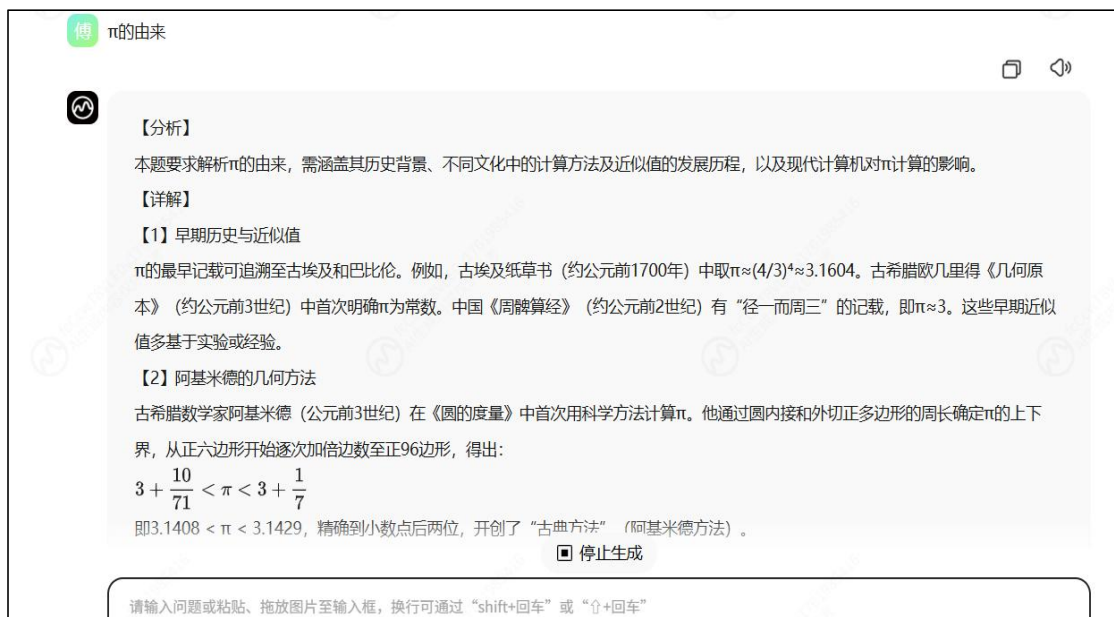 傅 π的由来
【分析】
本题要求解析π的由来，需涵盖其历史背景、不同文化中的计算方法及近似值的发展历程，以及现代计算机对π计算的影响。
【详解】
【1】早期历史与近似值
π的最早记载可追溯至古埃及和巴比伦。例如，古埃及纸草书（约公元前1700年）中取π≈(4/3)⁴≈3.1604。古希腊欧几里得《几何原
本》（约公元前3世纪）中首次明确π为常数。中国《周髀算经》（约公元前2世纪）有“径一而周三”的记载，即π≈3。这些早期近似
值多基于实验或经验。
【2】阿基米德的几何方法
古希腊数学家阿基米德（公元前3世纪）在《圆的度量》中首次用科学方法计算π。他通过圆内接和外切正多边形的周长确定π的上下
界，从正六边形开始逐次加倍边数至正96边形，得出：
3 + 10/71 < π < 3 + 1/7
即3.1408 < π < 3.1429，精确到小数点后两位，开创了“古典方法”（阿基米德方法）。
停止生成
请输入问题或粘贴、拖放图片至输入框，换行可通过“shift+回车”或“⇧+回车”